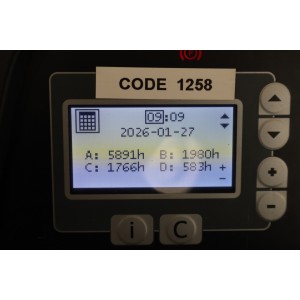 CODE 1258
09:09
2026-01-27
A: 5891h B: 1980h
C: 1766h D: 583h +
-
+
-
i C